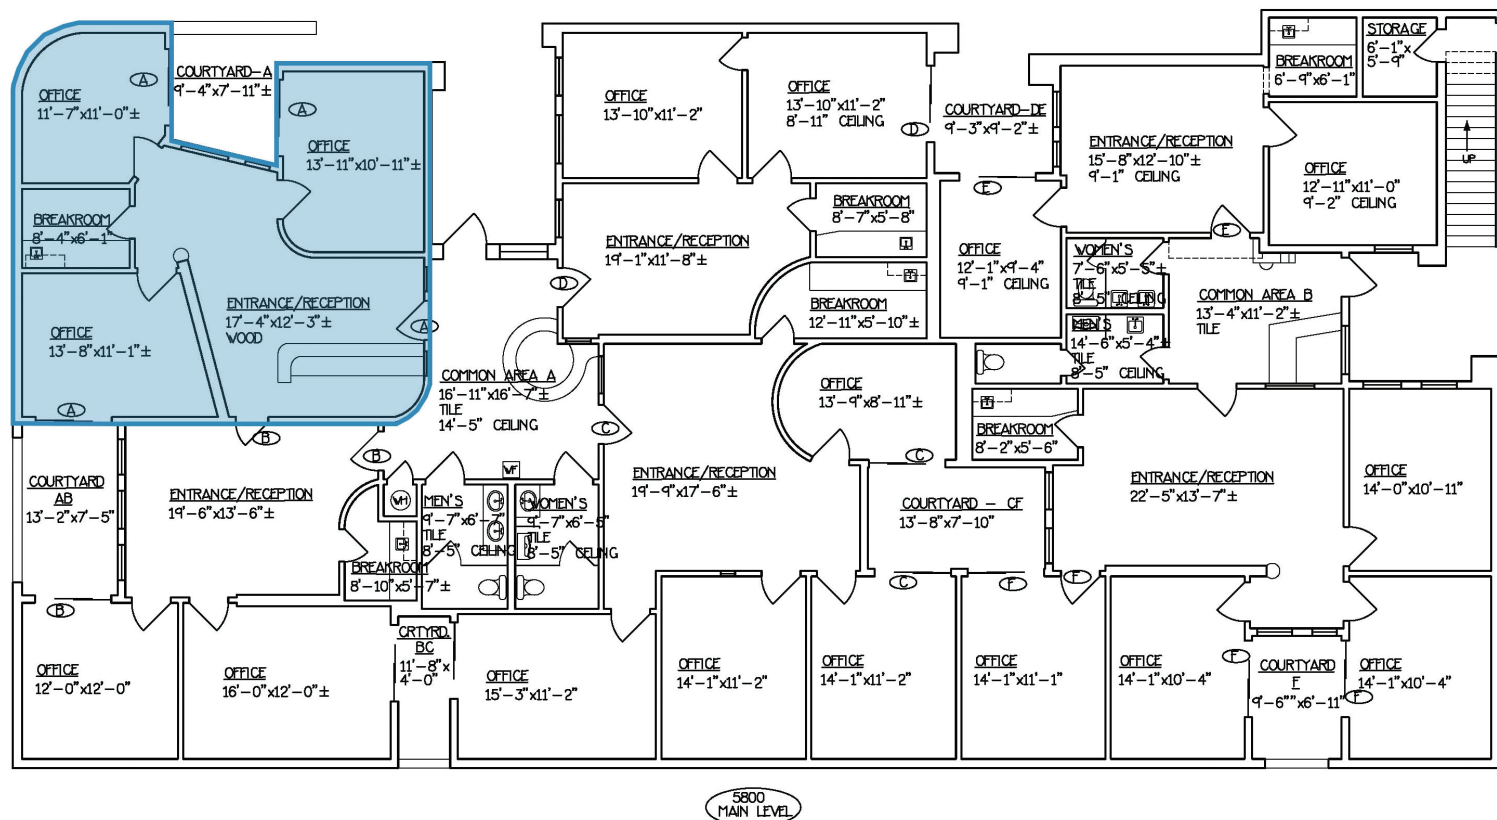 OFFICE
11'-7"x11'-0"±
A
COURTYARD-A
9'-4"x7'-11"±
A
OFFICE
13'-11"x10'-11"±
BREAKROOM
8'-4"x6'-1"
OFFICE
13'-8"x11'-1"±
A
ENTRANCE/RECEPTION
17'-4"x12'-3"±
WOOD
A
OFFICE
13'-10"x11'-2"
OFFICE
13'-10"x11'-2"
8'-11" CEILING
D
COURTYARD-DE
9'-3"x9'-2"±
E
BREAKROOM
8'-7"x5'-8"
ENTRANCE/RECEPTION
19'-1"x11'-8"±
D
BREAKROOM
12'-11"x5'-10"±
OFFICE
12'-1"x9'-4"
9'-1" CEILING
ENTRANCE/RECEPTION
15'-8"x12'-10"±
9'-1" CEILING
E
BREAKROOM
6'-9"x6'-1"
STORAGE
6'-1"x
5'-9"
UP
OFFICE
12'-11"x11'-0"
9'-2" CEILING
WOMEN'S
7'-6"x5'-5"±
TILE
8'-5" CEILING
MEN'S
14'-6"x5'-4"±
TILE
8'-5" CEILING
COMMON AREA B
13'-4"x11'-2"±
TILE
COMMON AREA A
16'-11"x16'-7"±
TILE
14'-5" CEILING
C
WF
OFFICE
13'-9"x8'-11"±
C
BREAKROOM
8'-2"x5'-6"
COURTYARD
AB
13'-2"x7'-5"
B
B
ENTRANCE/RECEPTION
19'-6"x13'-6"±
WH
MEN'S
9'-7"x6'-7"
TILE
8'-5" CEILING
WOMEN'S
9'-7"x6'-5"
TILE
8'-5" CEILING
BREAKROOM
8'-10"x5'-7"±
ENTRANCE/RECEPTION
19'-9"x17'-6"±
COURTYARD - CF
13'-8"x7'-10"
C
F
F
ENTRANCE/RECEPTION
22'-5"x13'-7"±
OFFICE
14'-0"x10'-11"
B
OFFICE
12'-0"x12'-0"
OFFICE
16'-0"x12'-0"±
CRTYRD.
BC
11'-8"x
4'-0"
OFFICE
15'-3"x11'-2"
OFFICE
14'-1"x11'-2"
OFFICE
14'-1"x11'-2"
OFFICE
14'-1"x11'-1"
OFFICE
14'-1"x10'-4"
F
COURTYARD
F
9'-6""x6'-11"
F
OFFICE
14'-1"x10'-4"
5800
MAIN LEVEL